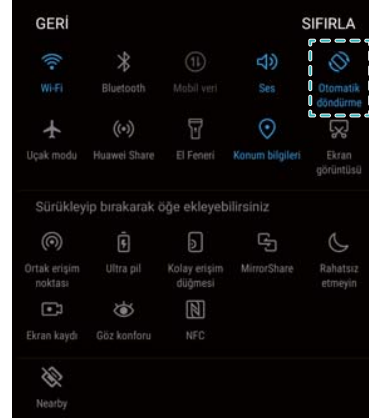 GERİ SIFIRLA
Wi-Fi Bluetooth Mobil veri Ses Otomatik
döndürme
Uçak modu Huawei Share El Feneri Konum bilgileri Ekran
görüntüsü
Sürükleyip bırakarak öğe ekleyebilirsiniz
Ortak erişim Ultra pil Kolay erişim MirrorShare Rahatsız
noktası düğmesi etmeyin
Ekran kaydı Göz konforu NFC
Nearby